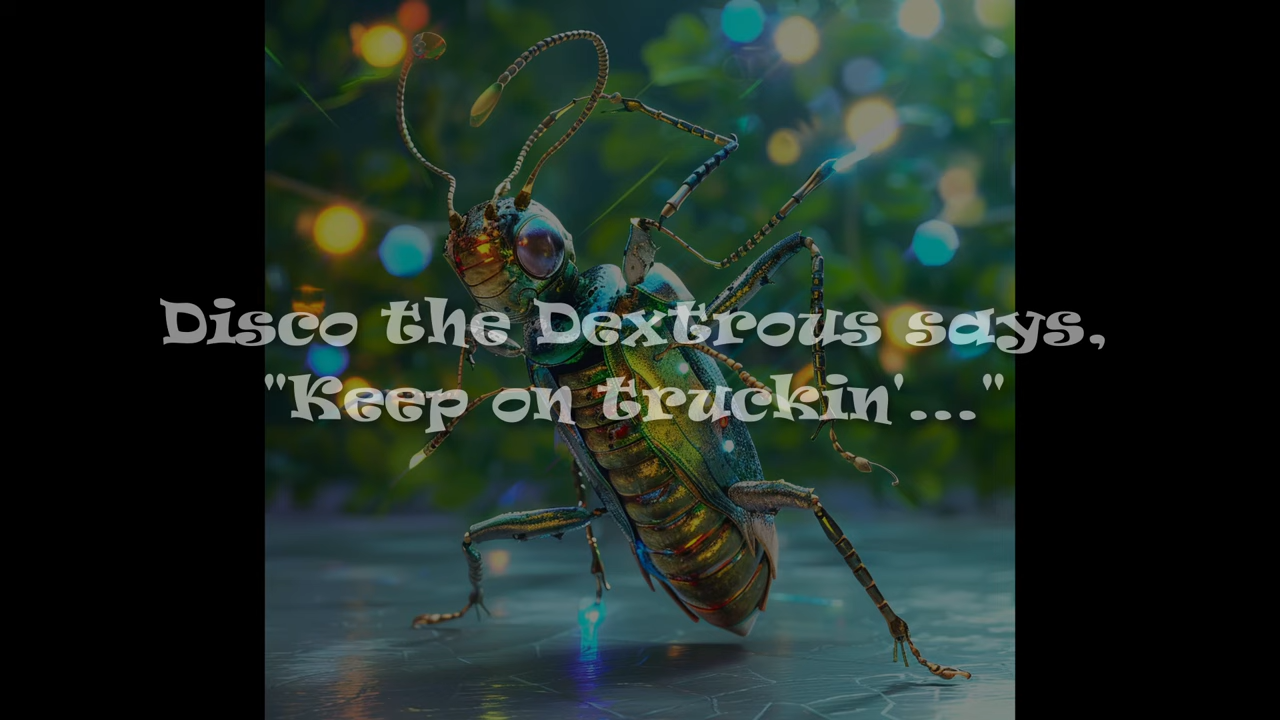 Disco the Dextrous says,
"Keep on truckin'..."